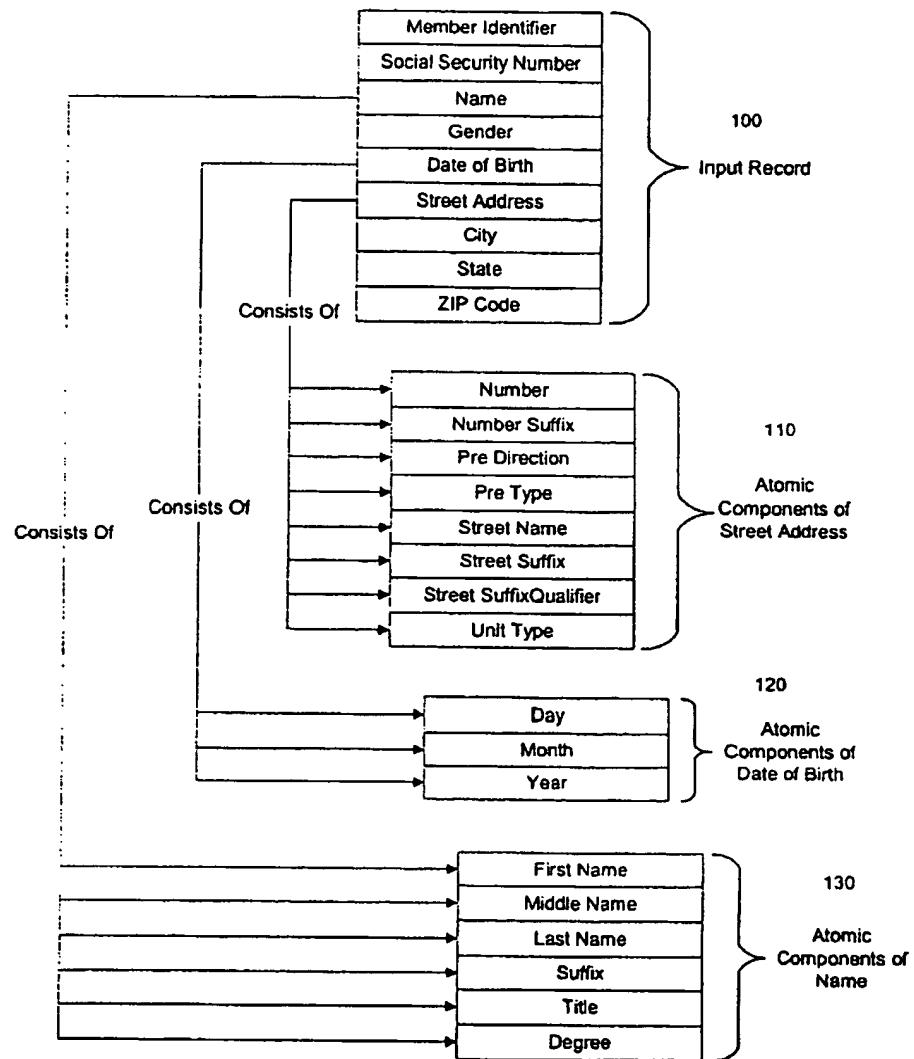 Member Identifier
Social Security Number
Name
Gender
Date of Birth
Street Address
City
State
ZIP Code
100
Input Record
Consists Of
Number
Number Suffix
Pre Direction
Pre Type
Street Name
Street Suffix
Street SuffixQualifier
Unit Type
110
Atomic
Components of
Street Address
Consists Of
Consists Of
Day
Month
Year
120
Atomic
Components of
Date of Birth
First Name
Middle Name
Last Name
Suffix
Title
Degree
130
Atomic
Components of
Name